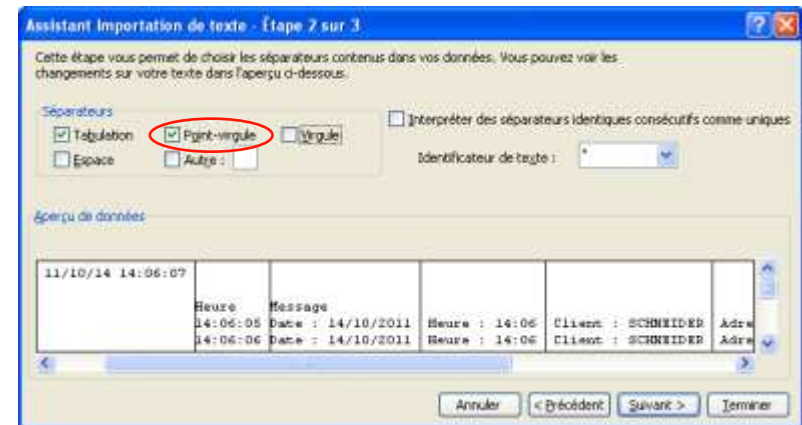 Assistant Importation de texte - Étape 2 sur 3
Cette étape vous permet de choisir les séparateurs contenus dans vos données. Vous pouvez voir les
changements sur votre texte dans l'aperçu ci-dessous.
Séparateurs
Tabulation Point-virgule Virgule
Espace Autre :
Interpréter des séparateurs identiques consécutifs comme uniques
Identificateur de texte : "
Aperçu de données
11/10/14 14:06:07
Heure Message
14:06:05 Date : 14/10/2011 Heure : 14:06 Client : SCHNEIDER Adre
14:06:06 Date : 14/10/2011 Heure : 14:06 Client : SCHNEIDER Adre
Annuler < Précédent Suivant > Terminer